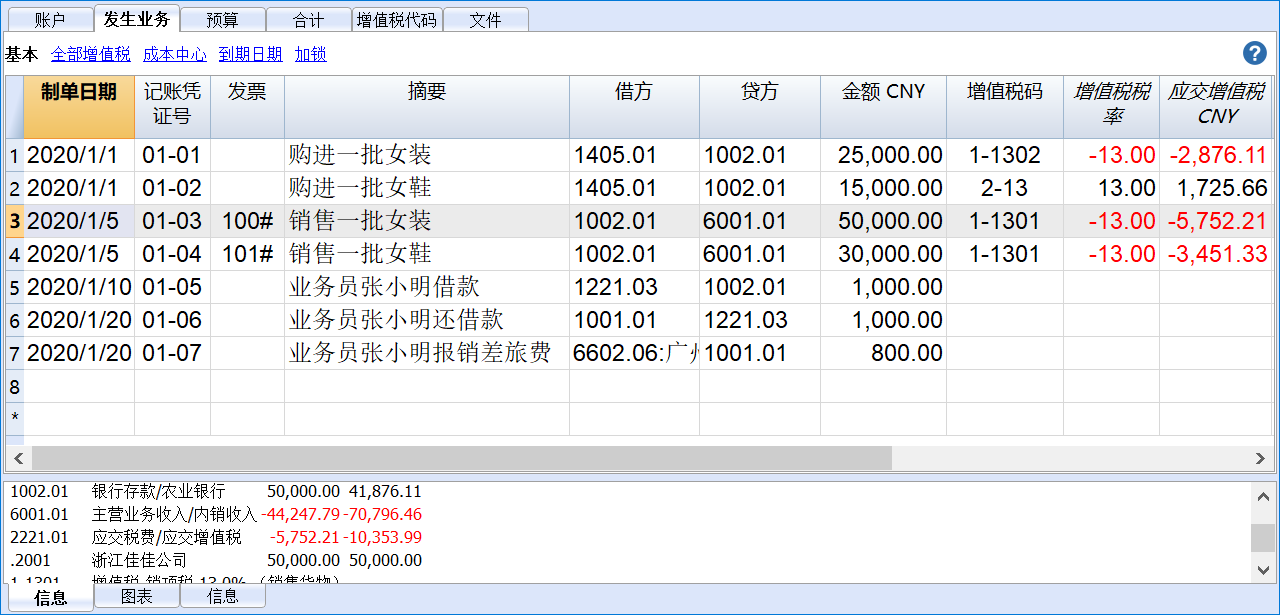 账户 发生业务 预算 合计 增值税代码 文件
基本 全部增值税 成本中心 到期日期 加锁 ?
制单日期 记账凭证号 发票 摘要 借方 贷方 金额 CNY 增值税码 增值税税率 应交增值税 CNY
1 2020/1/1 01-01 购进一批女装 1405.01 1002.01 25,000.00 1-1302 -13.00 -2,876.11
2 2020/1/1 01-02 购进一批女鞋 1405.01 1002.01 15,000.00 2-13 13.00 1,725.66
3 2020/1/5 01-03 100# 销售一批女装 1002.01 6001.01 50,000.00 1-1301 -13.00 -5,752.21
4 2020/1/5 01-04 101# 销售一批女鞋 1002.01 6001.01 30,000.00 1-1301 -13.00 -3,451.33
5 2020/1/10 01-05 业务员张小明借款 1221.03 1002.01 1,000.00
6 2020/1/20 01-06 业务员张小明还借款 1001.01 1221.03 1,000.00
7 2020/1/20 01-07 业务员张小明报销差旅费 6602.06:广州 1001.01 800.00
8
*
1002.01 银行存款/农业银行 50,000.00 41,876.11
6001.01 主营业务收入/内销收入 -44,247.79 -70,796.46
2221.01 应交税费/应交增值税 -5,752.21 -10,353.99
.2001 浙江佳佳公司 50,000.00 50,000.00
1-1301 增值税-销项税 13.0% （销售货物）
信息 图表 信息